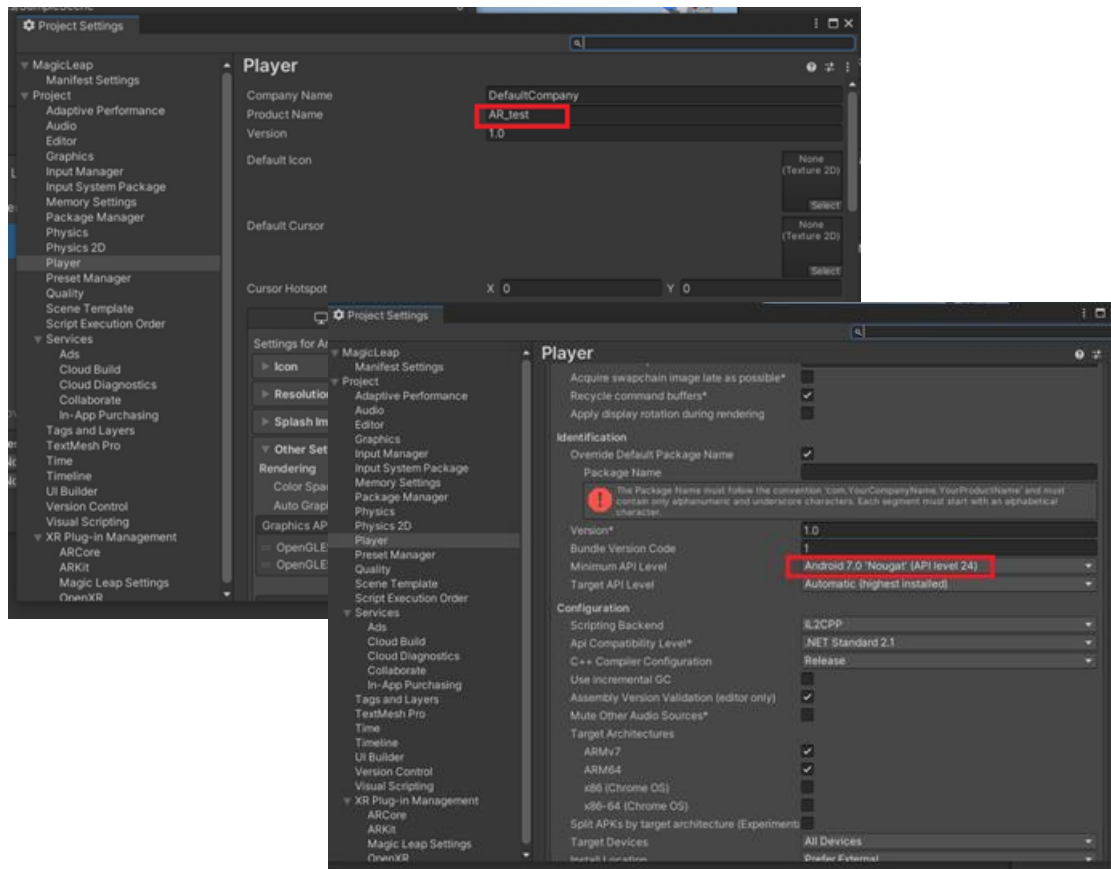 SampleScene
Project Settings
MagicLeap
Manifest Settings
Project
Adaptive Performance
Audio
Editor
Graphics
Input Manager
Input System Package
Memory Settings
Package Manager
Physics
Physics 2D
Player
Preset Manager
Quality
Scene Template
Script Execution Order
Services
Ads
Cloud Build
Cloud Diagnostics
Collaborate
In-App Purchasing
Tags and Layers
TextMesh Pro
Time
Timeline
UI Builder
Version Control
Visual Scripting
XR Plug-in Management
ARCore
ARKit
Magic Leap Settings
OpenXR
Player
Company Name DefaultCompany
Product Name AR_test
Version 1.0
Default Icon
None
(Texture 2D)
Select
Default Cursor
None
(Texture 2D)
Select
Cursor Hotspot X 0 Y 0
Settings for An
Icon
Resolution
Splash Im
Other Set
Rendering
Color Spac
Auto Grap
Graphics AP
OpenGLE
OpenGLE
Project Settings
MagicLeap
Manifest Settings
Project
Adaptive Performance
Audio
Editor
Graphics
Input Manager
Input System Package
Memory Settings
Package Manager
Physics
Physics 2D
Player
Preset Manager
Quality
Scene Template
Script Execution Order
Services
Ads
Cloud Build
Cloud Diagnostics
Collaborate
In-App Purchasing
Tags and Layers
TextMesh Pro
Time
Timeline
UI Builder
Version Control
Visual Scripting
XR Plug-in Management
ARCore
ARKit
Magic Leap Settings
OpenXR
Player
Acquire swapchain image late as possible*
Recycle command buffers*
Apply display rotation during rendering
Identification
Override Default Package Name
Package Name
The Package Name must follow the convention 'com.YourCompanyName.YourProductName' and must
contain only alphanumeric and underscore characters. Each segment must start with an alphabetical
character.
Version* 1.0
Bundle Version Code 1
Minimum API Level Android 7.0 'Nougat' (API level 24)
Target API Level Automatic (highest installed)
Configuration
Scripting Backend IL2CPP
Api Compatibility Level* .NET Standard 2.1
C++ Compiler Configuration Release
Use incremental GC
Assembly Version Validation (editor only)
Mute Other Audio Sources*
Target Architectures
ARMv7
ARM64
x86 (Chrome OS)
x86-64 (Chrome OS)
Split APKs by target architecture (Experimenta
Target Devices All Devices
Install Location Prefer External